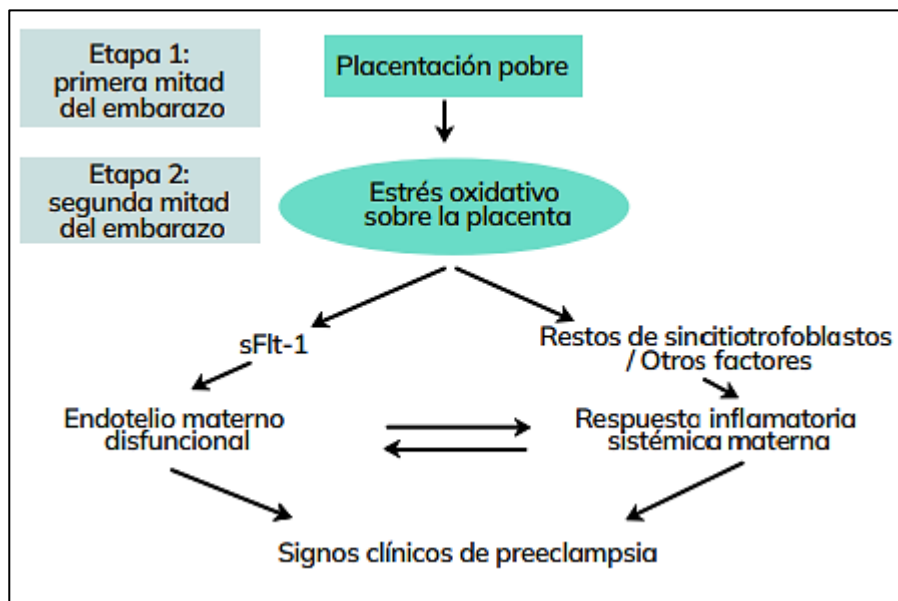 Etapa 1:
primera mitad
del embarazo
Placentación pobre
Etapa 2:
segunda mitad
del embarazo
Estrés oxidativo
sobre la placenta
sFlt-1
Restos de sincitiotrofoblastos
/ Otros factores
Endotelio materno
disfuncional
Respuesta inflamatoria
sistémica materna
Signos clínicos de preeclampsia